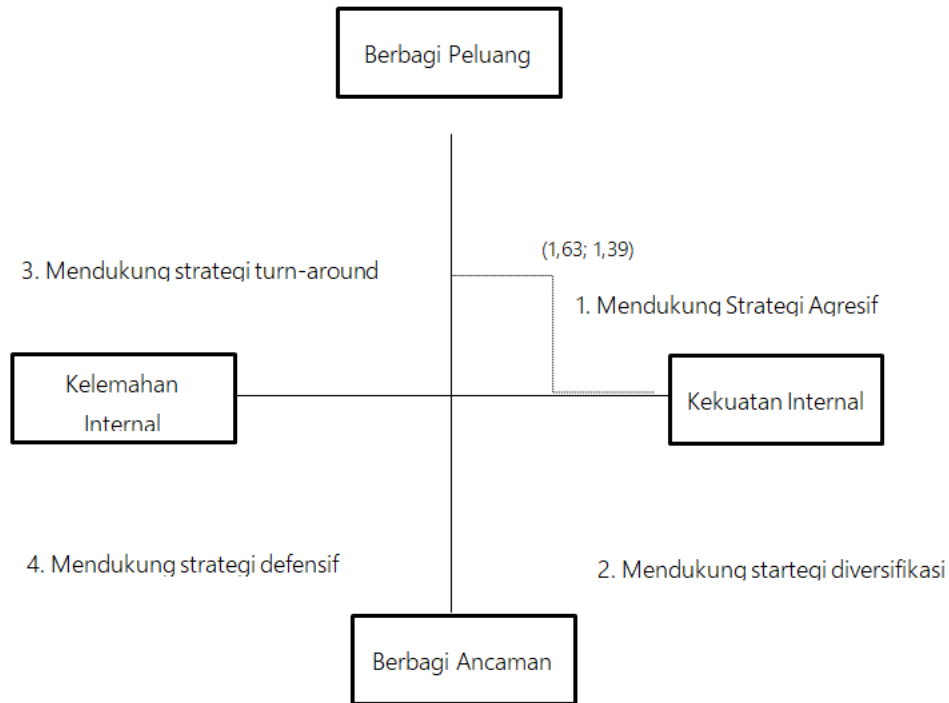 Berbagi Peluang
(1,63; 1,39)
3. Mendukung strategi turn-around
1. Mendukung Strategi Agresif
Kelemahan
Internal
Kekuatan Internal
4. Mendukung strategi defensif
2. Mendukung startegi diversifikasi
Berbagi Ancaman